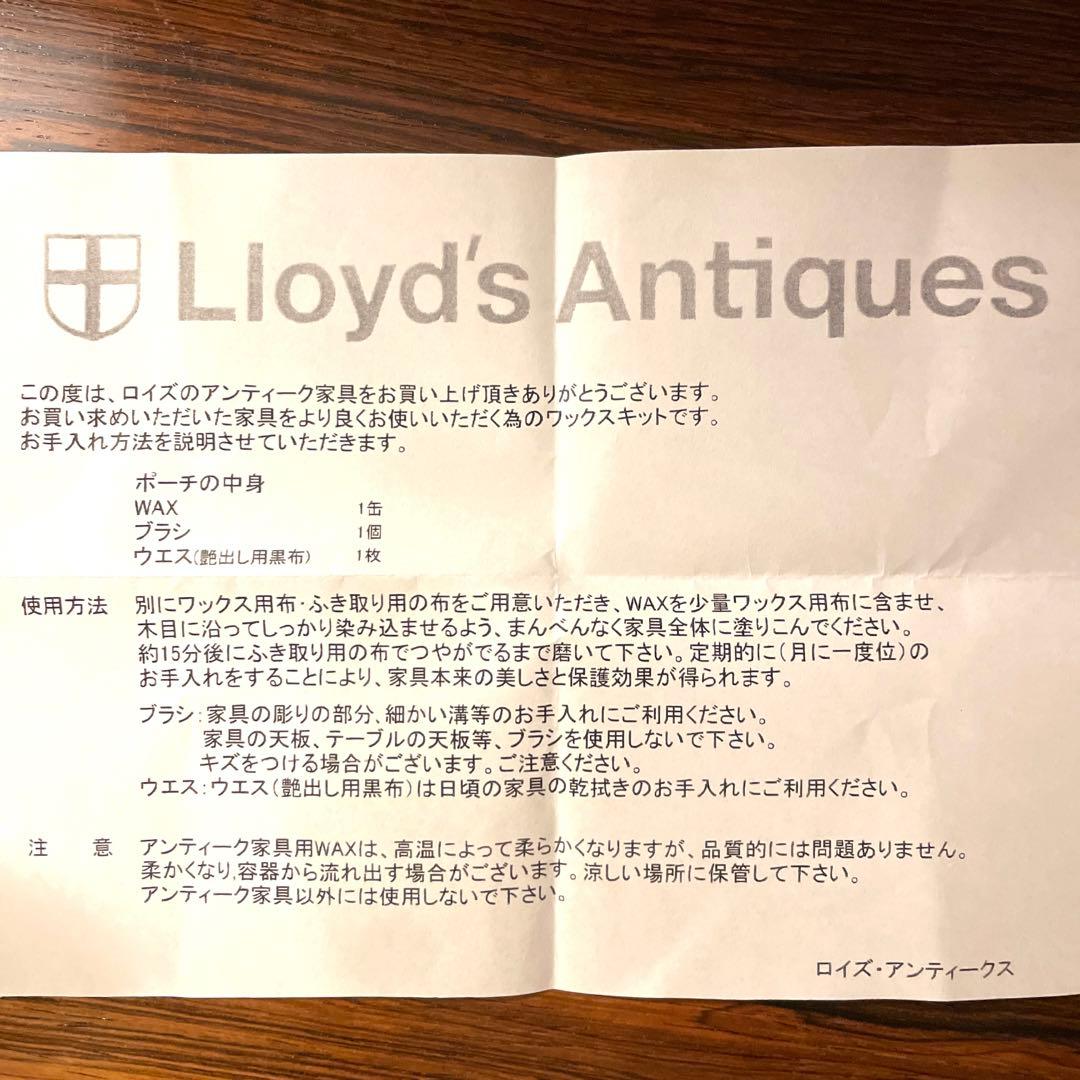 Lloyd's Antiques
この度は、ロイズのアンティーク家具をお買い上げ頂きありがとうございます。
お買い求めいただいた家具をより良くお使いいただく為のワックスキットです。
お手入れ方法を説明させていただきます。
ポーチの中身
WAX 1缶
ブラシ 1個
ウエス(艶出し用黒布) 1枚
使用方法 別にワックス用布・ふき取り用の布をご用意いただき、WAXを少量ワックス用布に含ませ、
木目に沿ってしっかり染み込ませるよう、まんべんなく家具全体に塗りこんでください。
約15分後にふき取り用の布でつやがでるまで磨いて下さい。定期的に(月に一度位)の
お手入れをすることにより、家具本来の美しさと保護効果が得られます。
ブラシ:家具の彫りの部分、細かい溝等のお手入れにご利用ください。
家具の天板、テーブルの天板等、ブラシを使用しないで下さい。
キズをつける場合がございます。ご注意ください。
ウエス:ウエス(艶出し用黒布)は日頃の家具の乾拭きのお手入れにご利用ください。
注 意 アンティーク家具用WAXは、高温によって柔らかくなりますが、品質的には問題ありません。
柔かくなり,容器から流れ出す場合がございます。涼しい場所に保管して下さい。
アンティーク家具以外には使用しないで下さい。
ロイズ・アンティークス